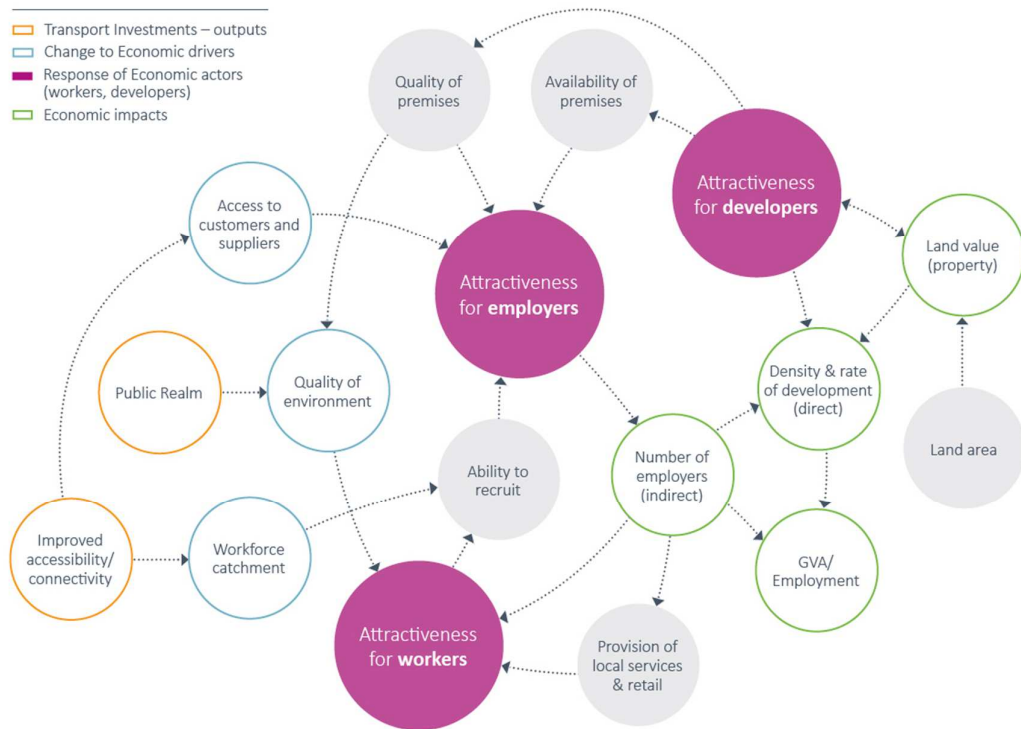 Transport Investments – outputs
Change to Economic drivers
Response of Economic actors
(workers, developers)
Economic impacts
Quality of
premises
Availability of
premises
Attractiveness
for developers
Access to
customers and
suppliers
Land value
(property)
Attractiveness
for employers
Public Realm
Quality of
environment
Density & rate
of development
(direct)
Land area
Ability to
recruit
Number of
employers
(indirect)
Improved
accessibility/
connectivity
Workforce
catchment
GVA/
Employment
Attractiveness
for workers
Provision of
local services
& retail